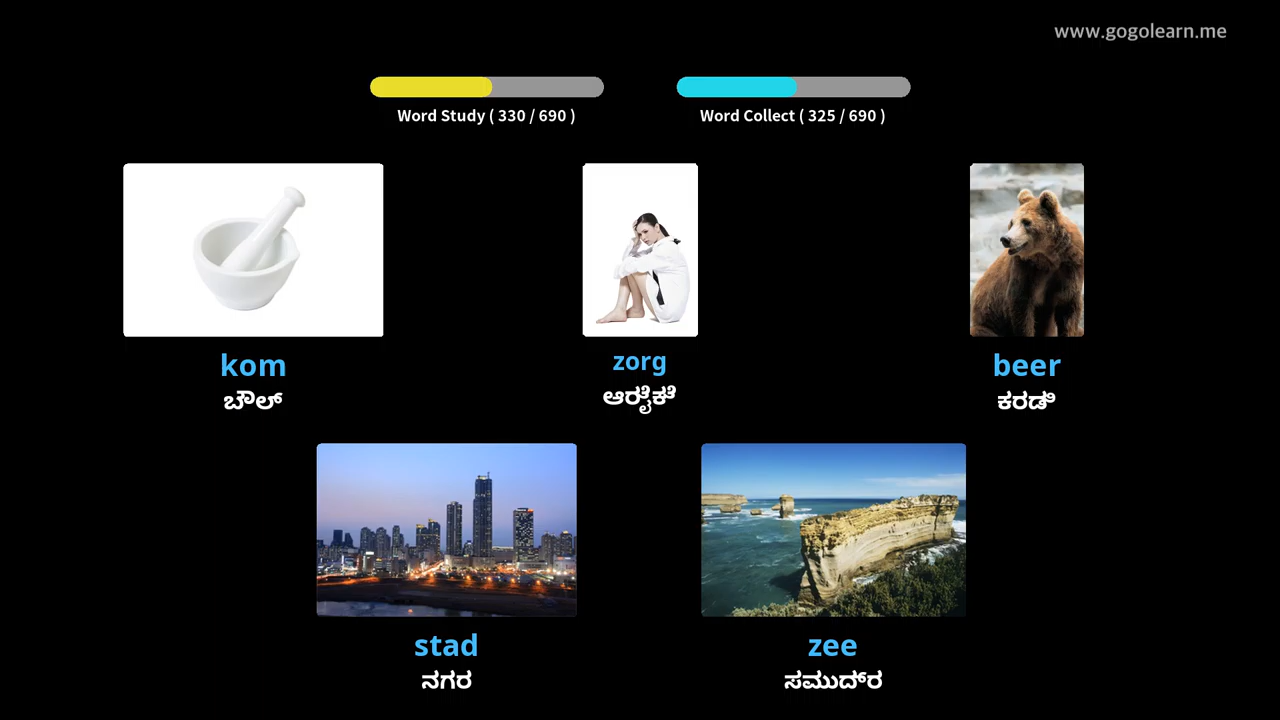 www.gogolearn.me
Word Study ( 330 / 690 )
Word Collect ( 325 / 690 )
kom
ಬೌಲ್
zorg
ಆರೈಕೆ
beer
ಕರಡಿ
stad
ನಗರ
zee
ಸಮುದ್ರ